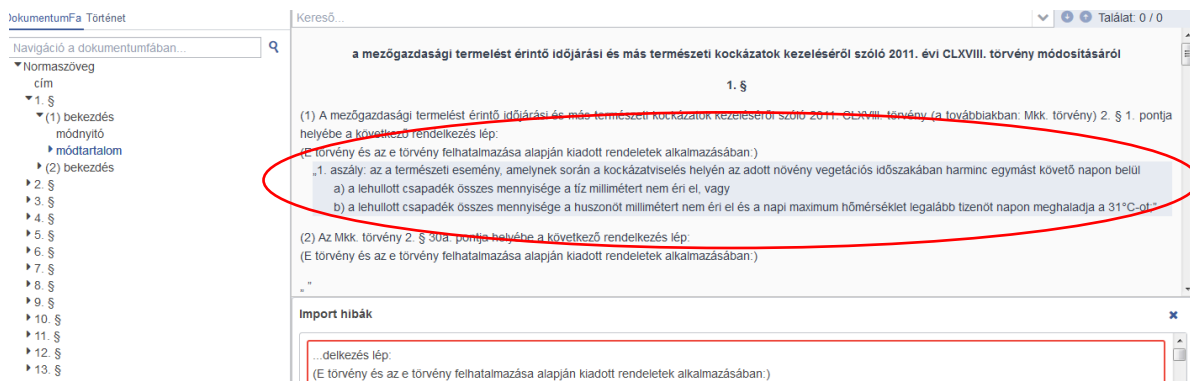 DokumentumFa Történet
Navigáció a dokumentumfában...
Normaszöveg
cím
1. §
(1) bekezdés
módnyitó
módtartalom
(2) bekezdés
2. §
3. §
4. §
5. §
6. §
7. §
8. §
9. §
10. §
11. §
12. §
13. §
Kereső...
Találat: 0 / 0
a mezőgazdasági termelést érintő időjárási és más természeti kockázatok kezeléséről szóló 2011. évi CLXVIII. törvény módosításáról
1. §
(1) A mezőgazdasági termelést érintő időjárási és más természeti kockázatok kezeléséről szóló 2011. CLXVIII. törvény (a továbbiakban: Mkk. törvény) 2. § 1. pontja
helyébe a következő rendelkezés lép:
(E törvény és az e törvény felhatalmazása alapján kiadott rendeletek alkalmazásában:)
„1. aszály: az a természeti esemény, amelynek során a kockázatviselés helyén az adott növény vegetációs időszakában harminc egymást követő napon belül
a) a lehullott csapadék összes mennyisége a tíz millimétert nem éri el, vagy
b) a lehullott csapadék összes mennyisége a huszonöt millimétert nem éri el és a napi maximum hőmérséklet legalább tizenöt napon meghaladja a 31°C-ot;”
(2) Az Mkk. törvény 2. § 30a. pontja helyébe a következő rendelkezés lép:
(E törvény és az e törvény felhatalmazása alapján kiadott rendeletek alkalmazásában:)
„ ”
Import hibák
...delkezés lép:
(E törvény és az e törvény felhatalmazása alapján kiadott rendeletek alkalmazásában:)